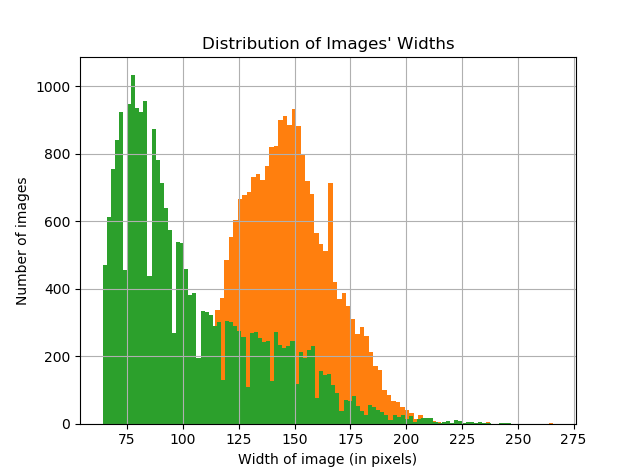 Distribution of Images' Widths
Number of images
1000
800
600
400
200
0
75 100 125 150 175 200 225 250 275
Width of image (in pixels)